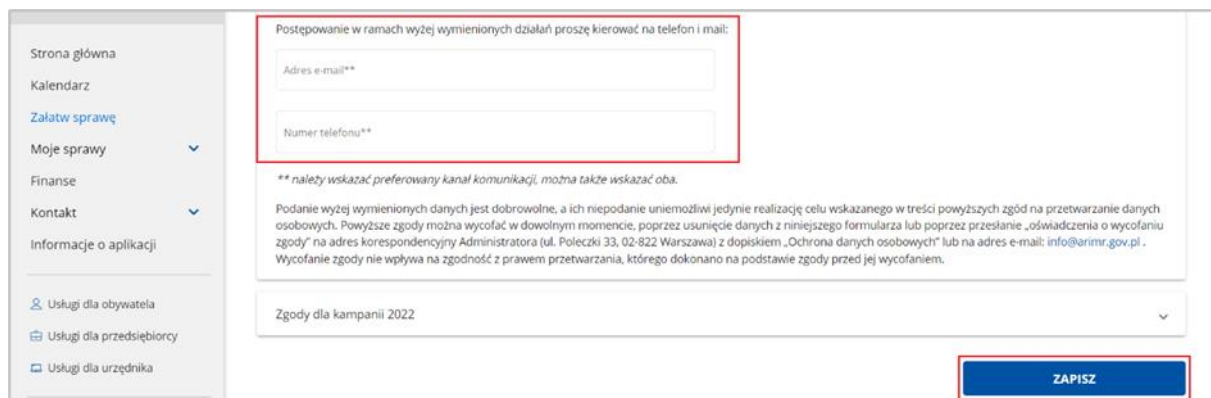 Strona główna
Kalendarz
Załatw sprawę
Moje sprawy
Finanse
Kontakt
Informacje o aplikacji
Usługi dla obywatela
Usługi dla przedsiębiorcy
Usługi dla urzędnika
Postępowanie w ramach wyżej wymienionych działań proszę kierować na telefon i mail:
Adres e-mail**
Numer telefonu**
** należy wskazać preferowany kanał komunikacji, można także wskazać oba.
Podanie wyżej wymienionych danych jest dobrowolne, a ich niepodanie uniemożliwi jedynie realizację celu wskazanego w treści powyższych zgód na przetwarzanie danych
osobowych. Powyższe zgody można wycofać w dowolnym momencie, poprzez usunięcie danych z niniejszego formularza lub poprzez przesłanie „oświadczenia o wycofaniu
zgody" na adres korespondencyjny Administratora (ul. Poleczki 33, 02-822 Warszawa) z dopiskiem „Ochrona danych osobowych" lub na adres e-mail: info@arimr.gov.pl .
Wycofanie zgody nie wpływa na zgodność z prawem przetwarzania, którego dokonano na podstawie zgody przed jej wycofaniem.
Zgody dla kampanii 2022
ZAPISZ